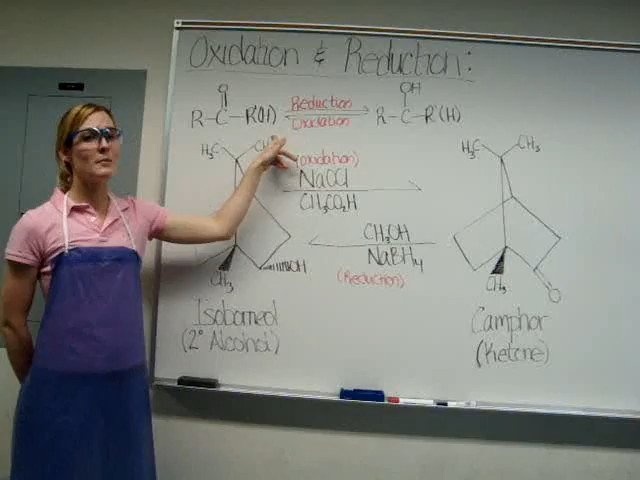 Oxidation & Reduction:
O
R-C-R'(H)
Reduction
Oxidation
OH
R-C-R'(H)
H₃C
CH₃
(oxidation)
NaOCl
CH₃CO₂H
CH₃OH
NaBH₄
(Reduction)
OH
CH₃
Isoborneol
(2° Alcohol)
H₃C
CH₃
CH₃
O
Camphor
(Ketone)